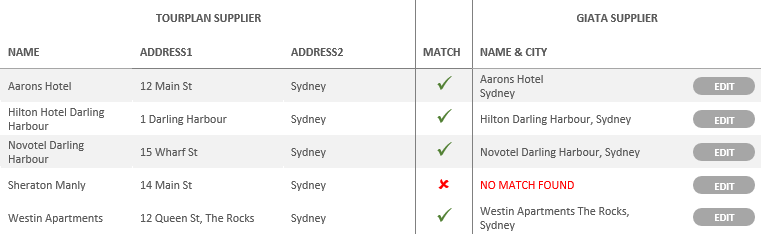 TOURPLAN SUPPLIER GIATA SUPPLIER
NAME ADDRESS1 ADDRESS2 MATCH NAME & CITY
Aarons Hotel 12 Main St Sydney Aarons Hotel
Sydney EDIT
Hilton Hotel Darling
Harbour 1 Darling Harbour Sydney Hilton Darling Harbour, Sydney EDIT
Novotel Darling
Harbour 15 Wharf St Sydney Novotel Darling Harbour, Sydney EDIT
Sheraton Manly 14 Main St Sydney NO MATCH FOUND EDIT
Westin Apartments 12 Queen St, The Rocks Sydney Westin Apartments The Rocks,
Sydney EDIT